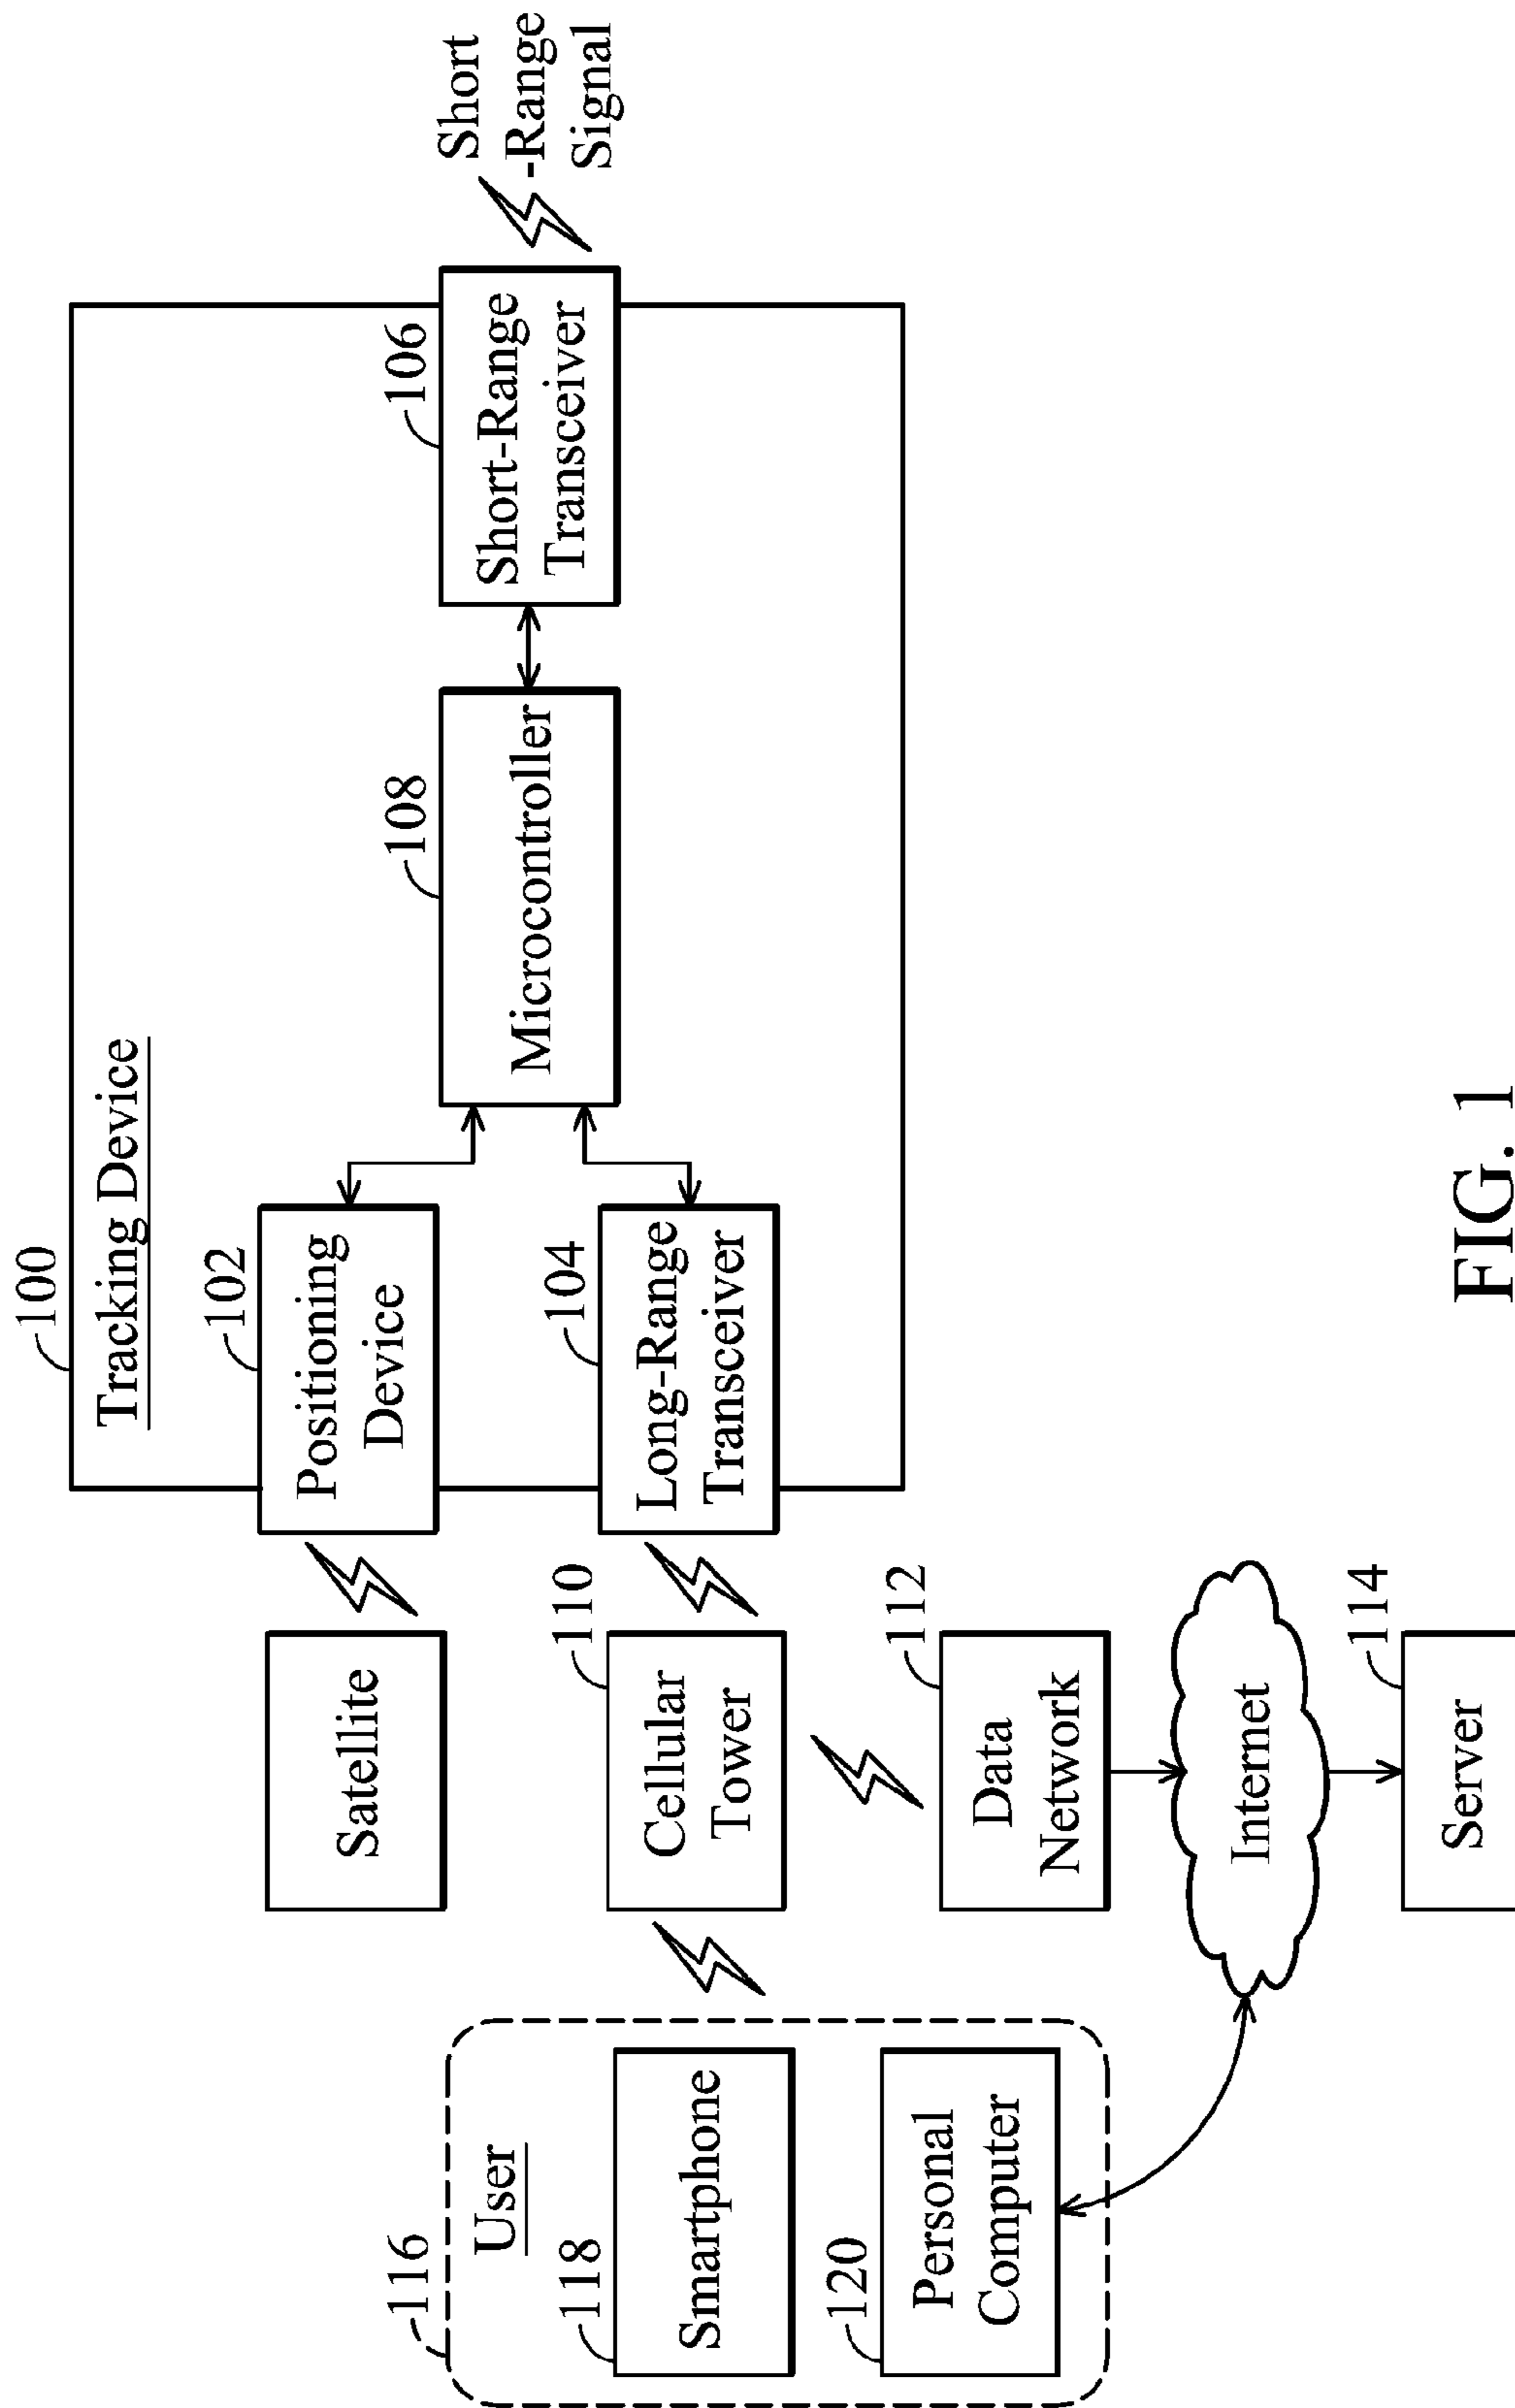 100
Tracking Device
102
Positioning
Device
104
Long-Range
Transceiver
108
Microcontroller
106
Short-Range
Transceiver
Short
-Range
Signal
Satellite
110
Cellular
Tower
112
Data
Network
Internet
114
Server
116
User
118
Smartphone
120
Personal
Computer
FIG. 1